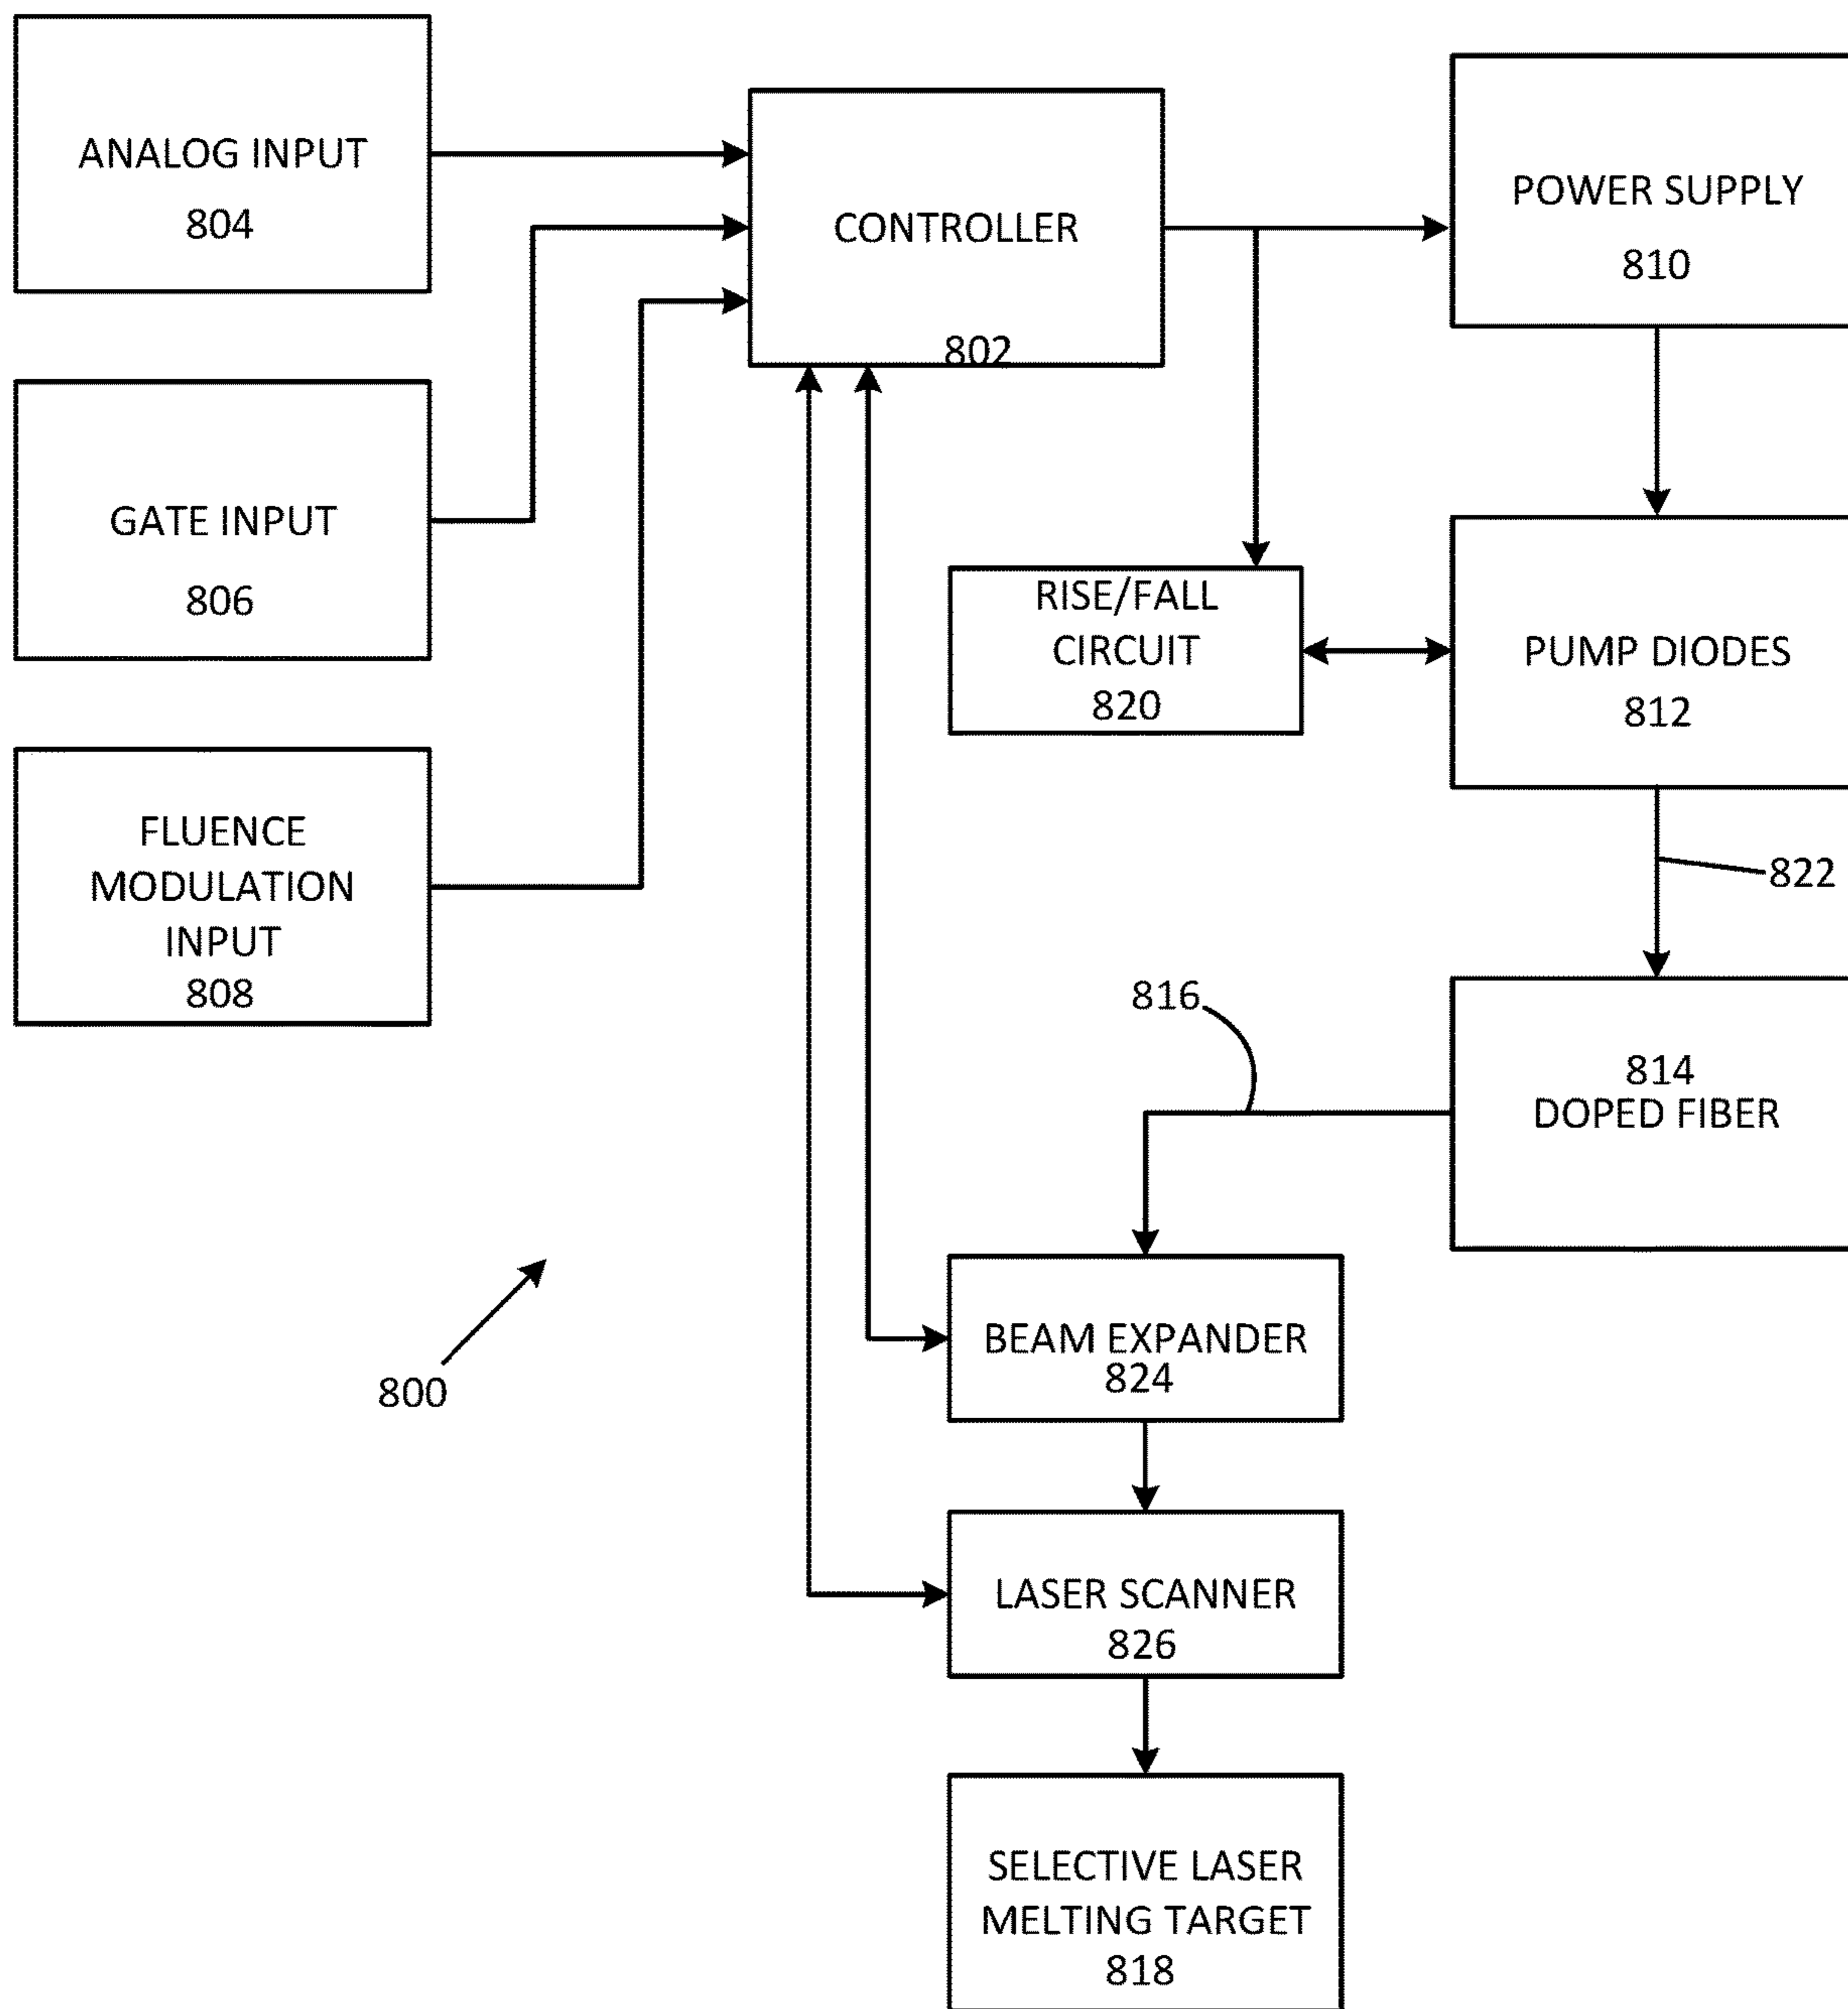 ANALOG INPUT
804
GATE INPUT
806
FLUENCE
MODULATION
INPUT
808
CONTROLLER
802
POWER SUPPLY
810
RISE/FALL
CIRCUIT
820
PUMP DIODES
812
822
816
814
DOPED FIBER
800
BEAM EXPANDER
824
LASER SCANNER
826
SELECTIVE LASER
MELTING TARGET
818